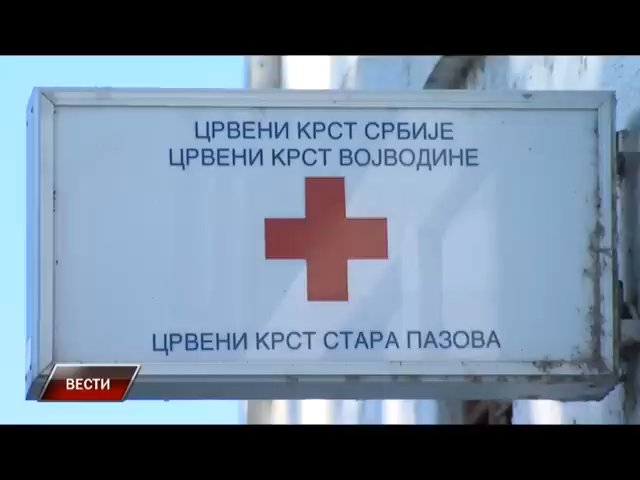 ЦРВЕНИ КРСТ СРБИЈЕ
ЦРВЕНИ КРСТ ВОЈВОДИНЕ
ЦРВЕНИ КРСТ СТАРА ПАЗОВА
ВЕСТИ